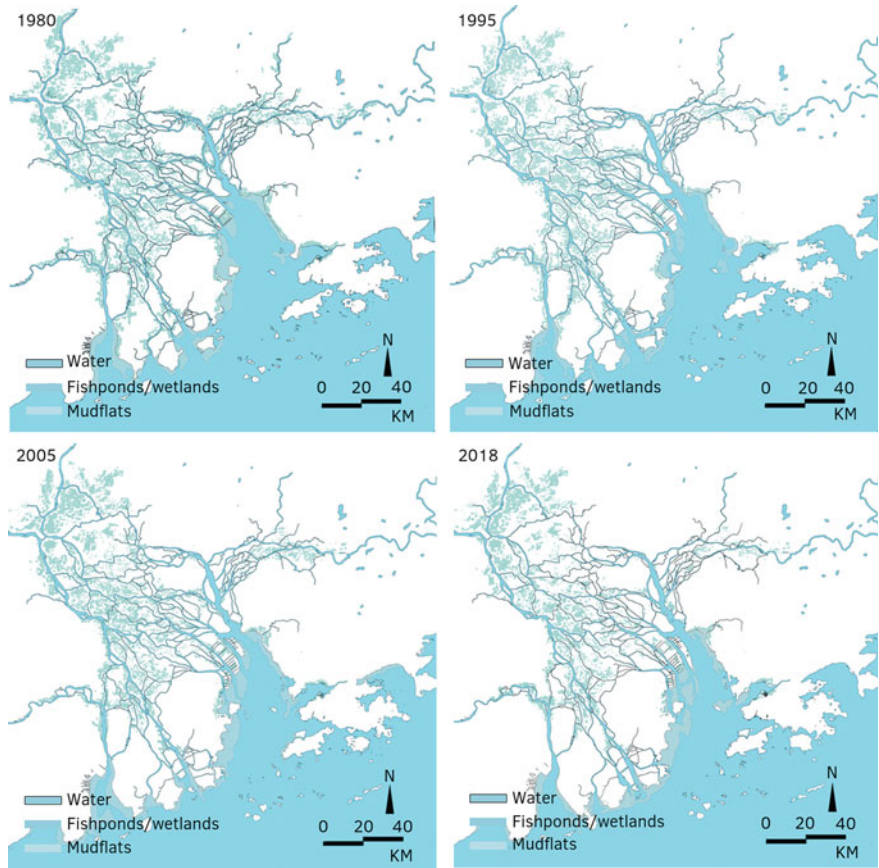 1980
N
Water
Fishponds/wetlands
Mudflats
0 20 40
KM
1995
N
Water
Fishponds/wetlands
Mudflats
0 20 40
KM
2005
N
Water
Fishponds/wetlands
Mudflats
0 20 40
KM
2018
N
Water
Fishponds/wetlands
Mudflats
0 20 40
KM